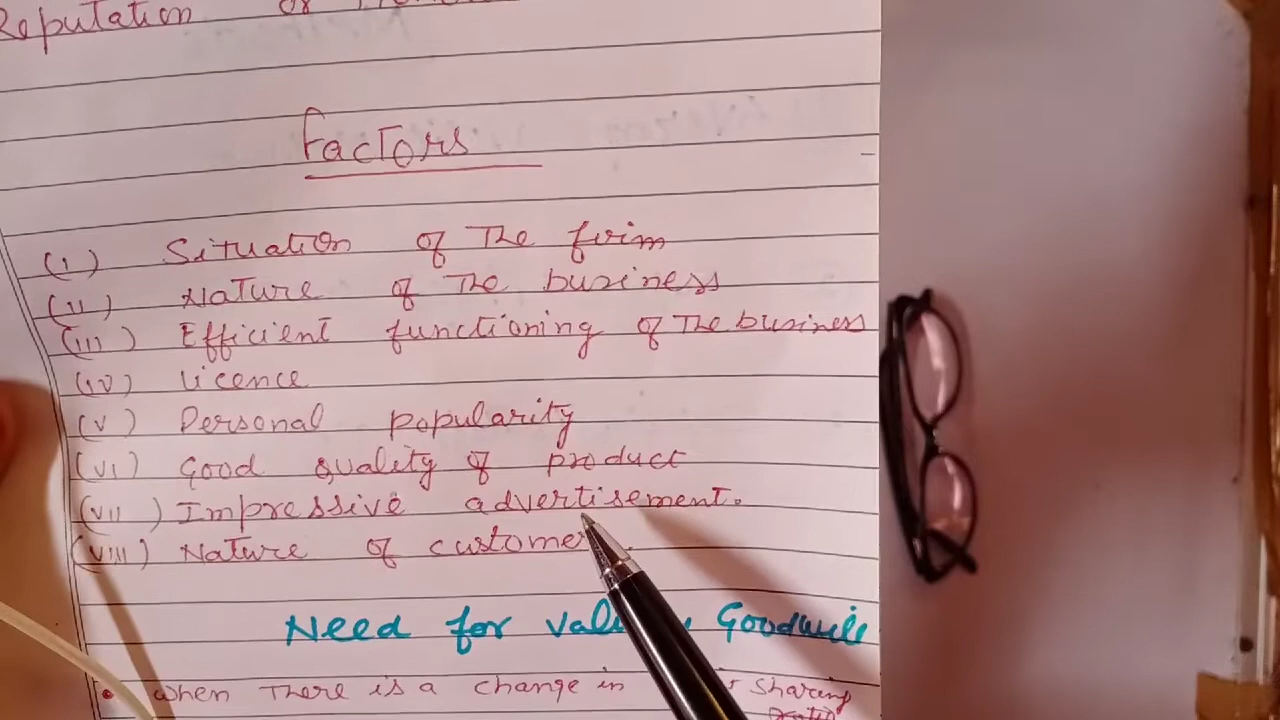 Reputation of
Factors
(i) Situation of The firm
(ii) Nature of The business
(iii) Efficient functioning of The business
(iv) licence
(v) Personal popularity
(vi) Good quality of product
(vii) Impressive advertisement.
(viii) Nature of customer
Need for Goodwill
• When There is a change in sharing
ratio